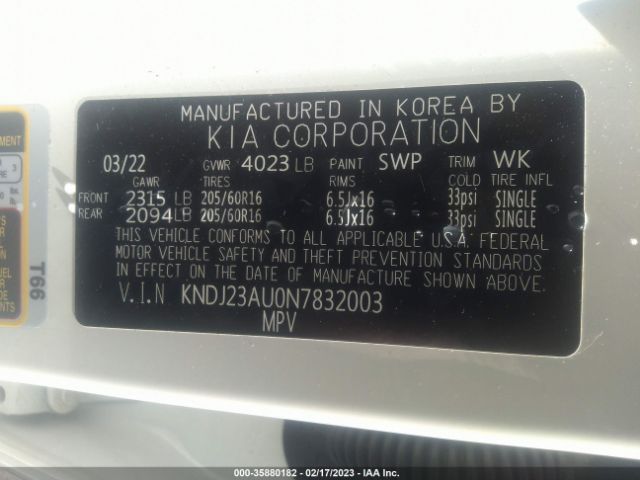 MANUFACTURED IN KOREA BY
KIA CORPORATION
03/22 GVWR 4023 LB PAINT SWP TRIM WK
GAWR TIRES RIMS COLD TIRE INFL
FRONT 2315 LB 205/60R16 6.5Jx16 33psi SINGLE
REAR 2094 LB 205/60R16 6.5Jx16 33psi SINGLE
THIS VEHICLE CONFORMS TO ALL APPLICABLE U.S.A. FEDERAL
MOTOR VEHICLE SAFETY AND THEFT PREVENTION STANDARDS
IN EFFECT ON THE DATE OF MANUFACTURE SHOWN ABOVE.
V.I.N KNDJ23AU0N7832003
MPV
T66
000-35880182 - 02/17/2023 - IAAI.COM